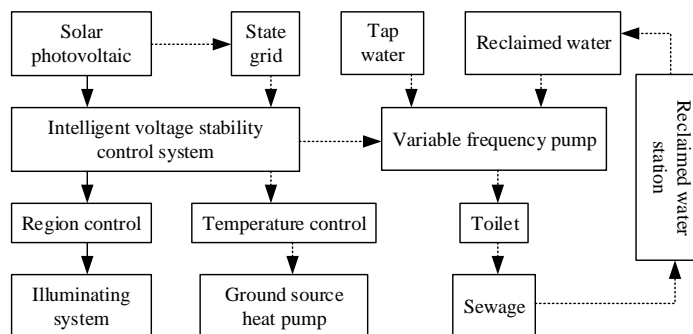 Solar
photovoltaic
State
grid
Tap
water
Reclaimed water
Intelligent voltage stability
control system
Variable frequency pump
Reclaimed water
station
Region control
Temperature control
Toilet
Illuminating
system
Ground source
heat pump
Sewage